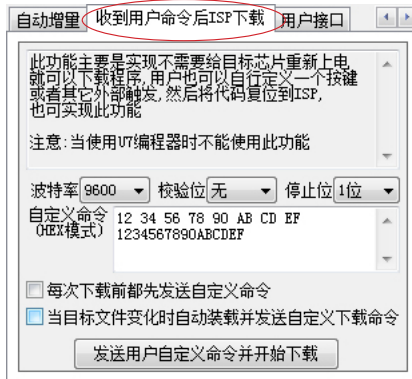 自动增量 收到用户命令后ISP下载 用户接口
此功能主要是实现不需要给目标芯片重新上电
就可以下载程序,用户也可以自行定义一个按键
或者其它外部触发,然后将代码复位到ISP,
也可实现此功能
注意:当使用U7编程器时不能使用此功能
波特率 9600 校验位 无 停止位 1位
自定义命令 12 34 56 78 90 AB CD EF
(HEX模式) 1234567890ABCDEF
每次下载前都先发送自定义命令
当目标文件变化时自动装载并发送自定义下载命令
发送用户自定义命令并开始下载